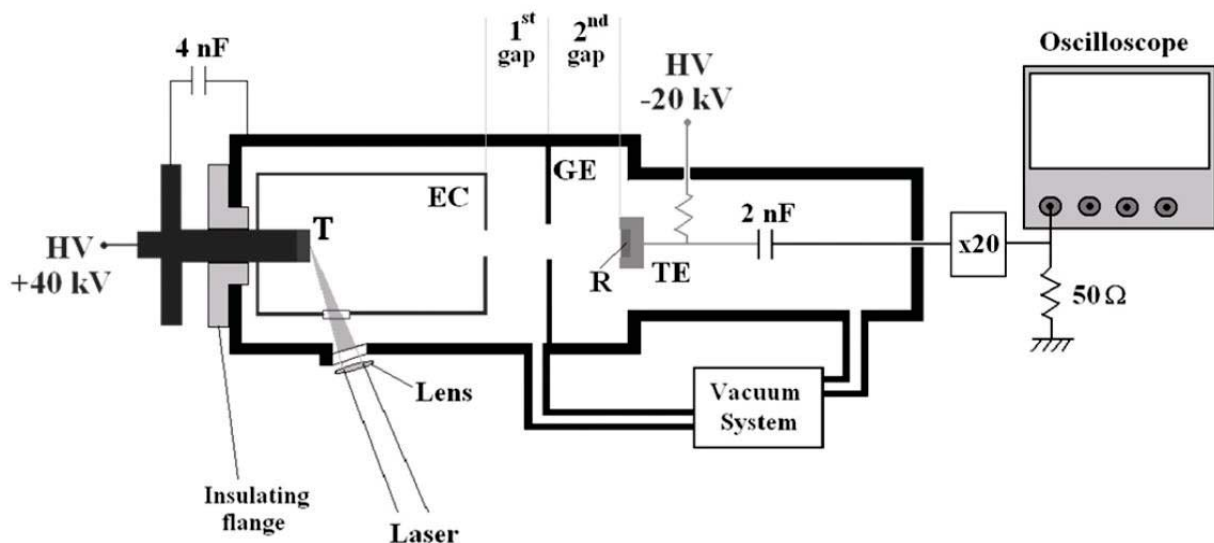 4 nF
1st
gap
2nd
gap
HV
-20 kV
Oscilloscope
GE
EC
T
HV
+40 kV
2 nF
x20
R
TE
50 Ω
Lens
Vacuum
System
Insulating
flange
Laser